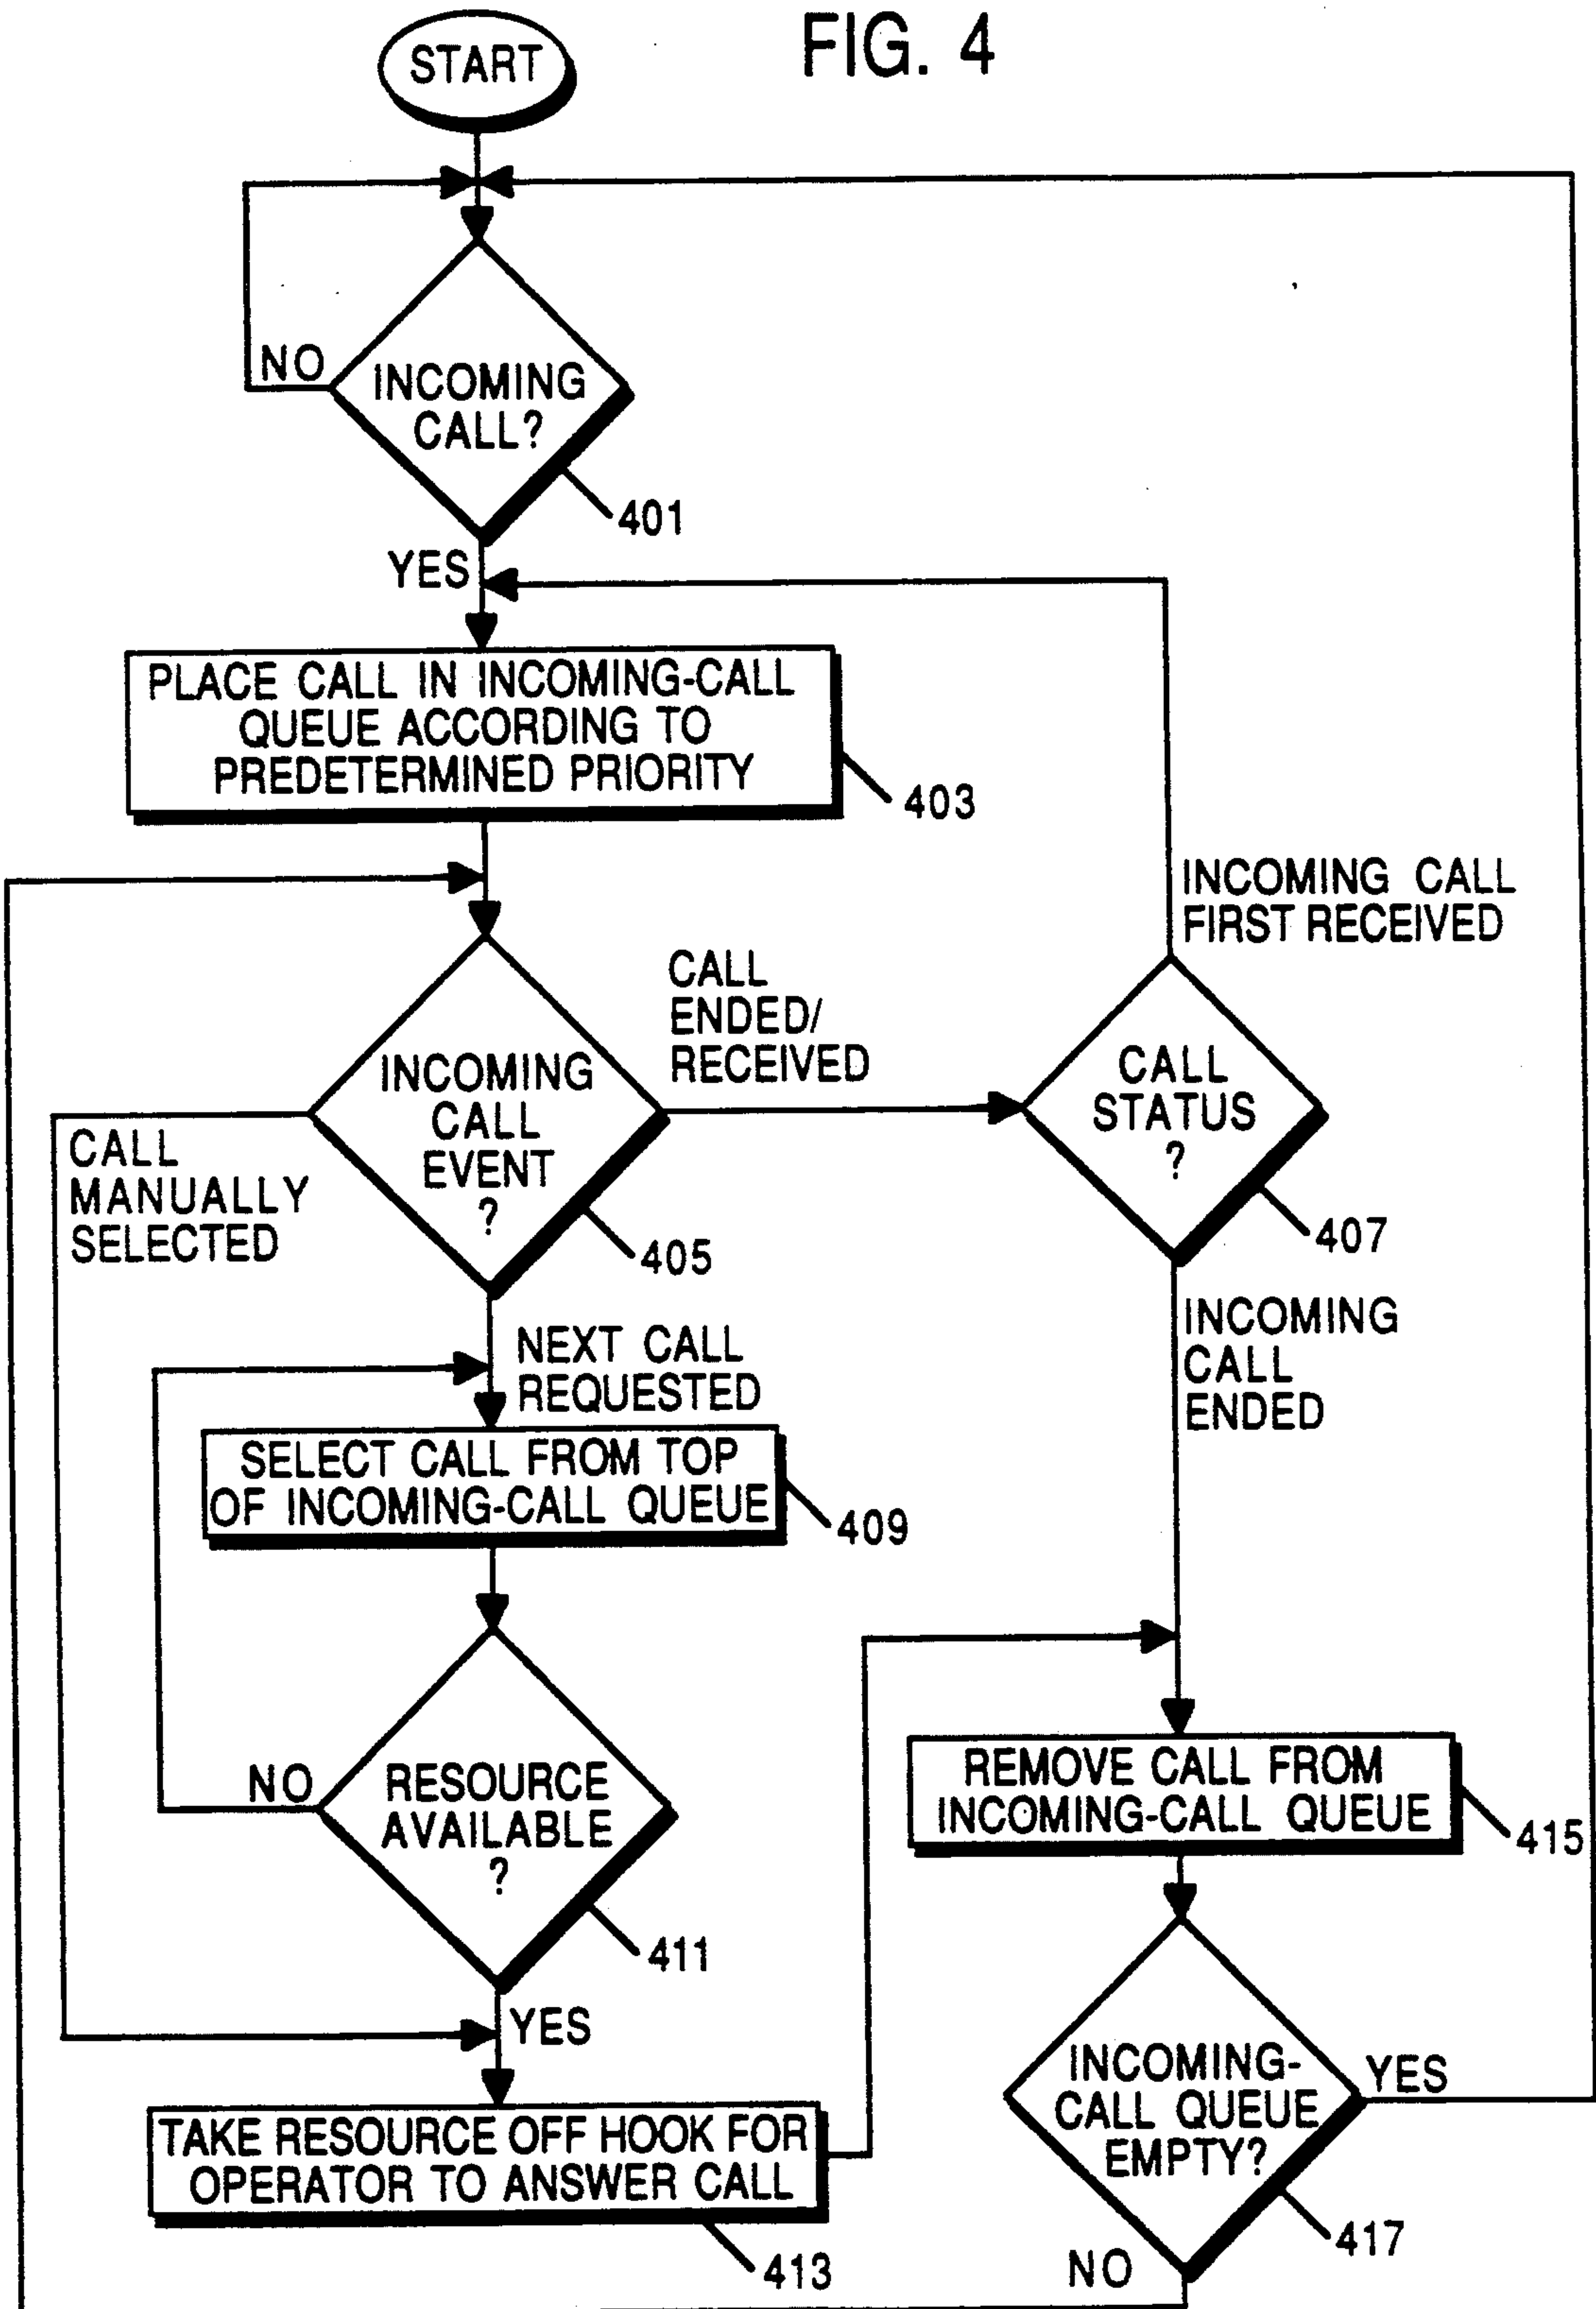 FIG. 4
START
NO
INCOMING
CALL?
401
YES
PLACE CALL IN INCOMING-CALL
QUEUE ACCORDING TO
PREDETERMINED PRIORITY
403
INCOMING CALL
FIRST RECEIVED
CALL
ENDED/
RECEIVED
INCOMING
CALL
EVENT
?
405
CALL
STATUS
?
407
CALL
MANUALLY
SELECTED
NEXT CALL
REQUESTED
INCOMING
CALL
ENDED
SELECT CALL FROM TOP
OF INCOMING-CALL QUEUE
409
NO
RESOURCE
AVAILABLE
?
411
YES
REMOVE CALL FROM
INCOMING-CALL QUEUE
415
TAKE RESOURCE OFF HOOK FOR
OPERATOR TO ANSWER CALL
413
INCOMING-
CALL QUEUE
EMPTY?
YES
417
NO